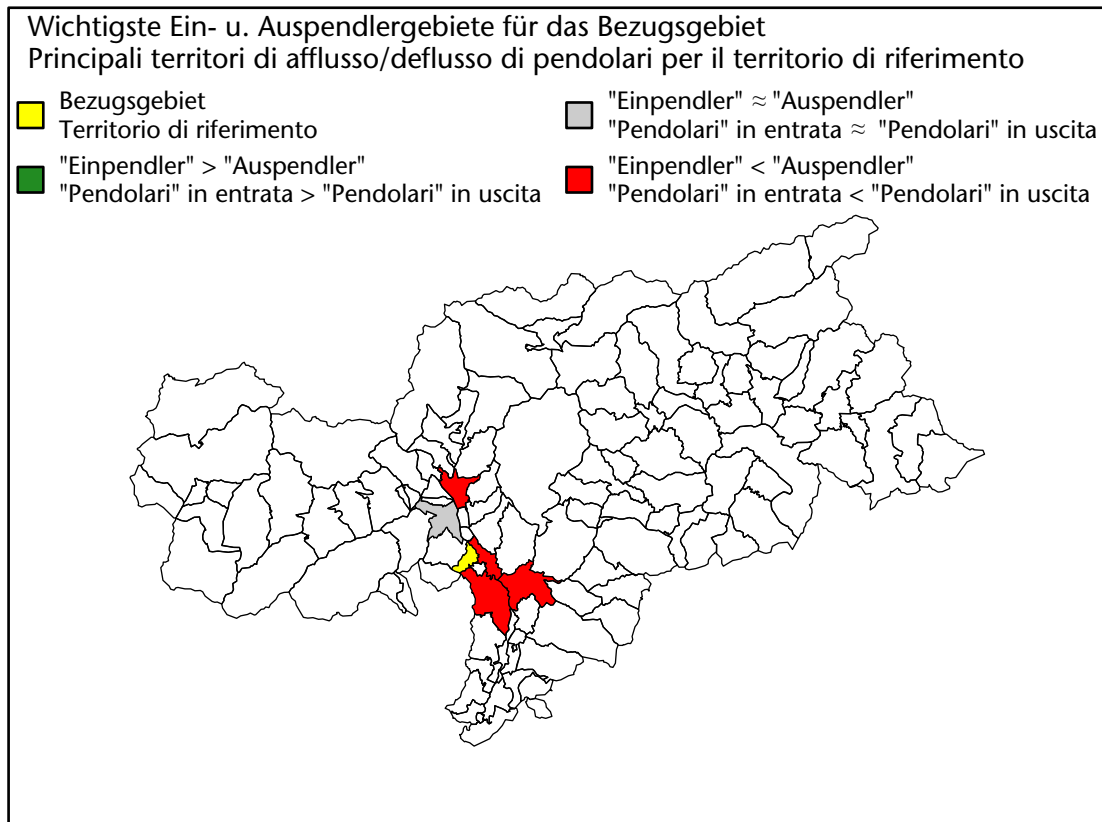 Wichtigste Ein- u. Auspendlergebiete für das Bezugsgebiet
Principali territori di afflusso/deflusso di pendolari per il territorio di riferimento
Bezugsgebiet
Territorio di riferimento
"Einpendler" > "Auspendler"
"Pendolari" in entrata > "Pendolari" in uscita
"Einpendler" ≈ "Auspendler"
"Pendolari" in entrata ≈ "Pendolari" in uscita
"Einpendler" < "Auspendler"
"Pendolari" in entrata < "Pendolari" in uscita